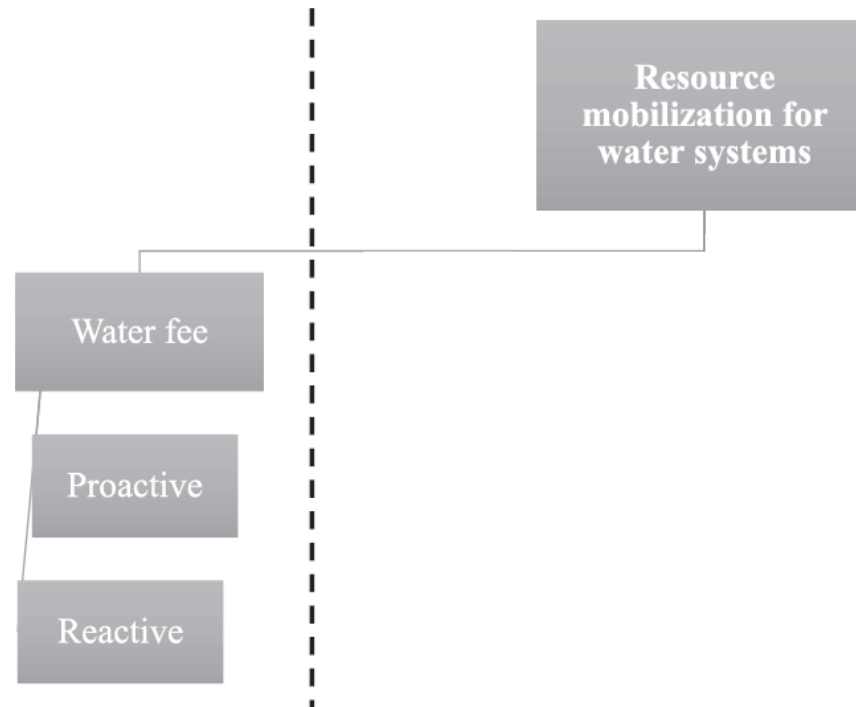 Resource
mobilization for
water systems
Water fee
Proactive
Reactive